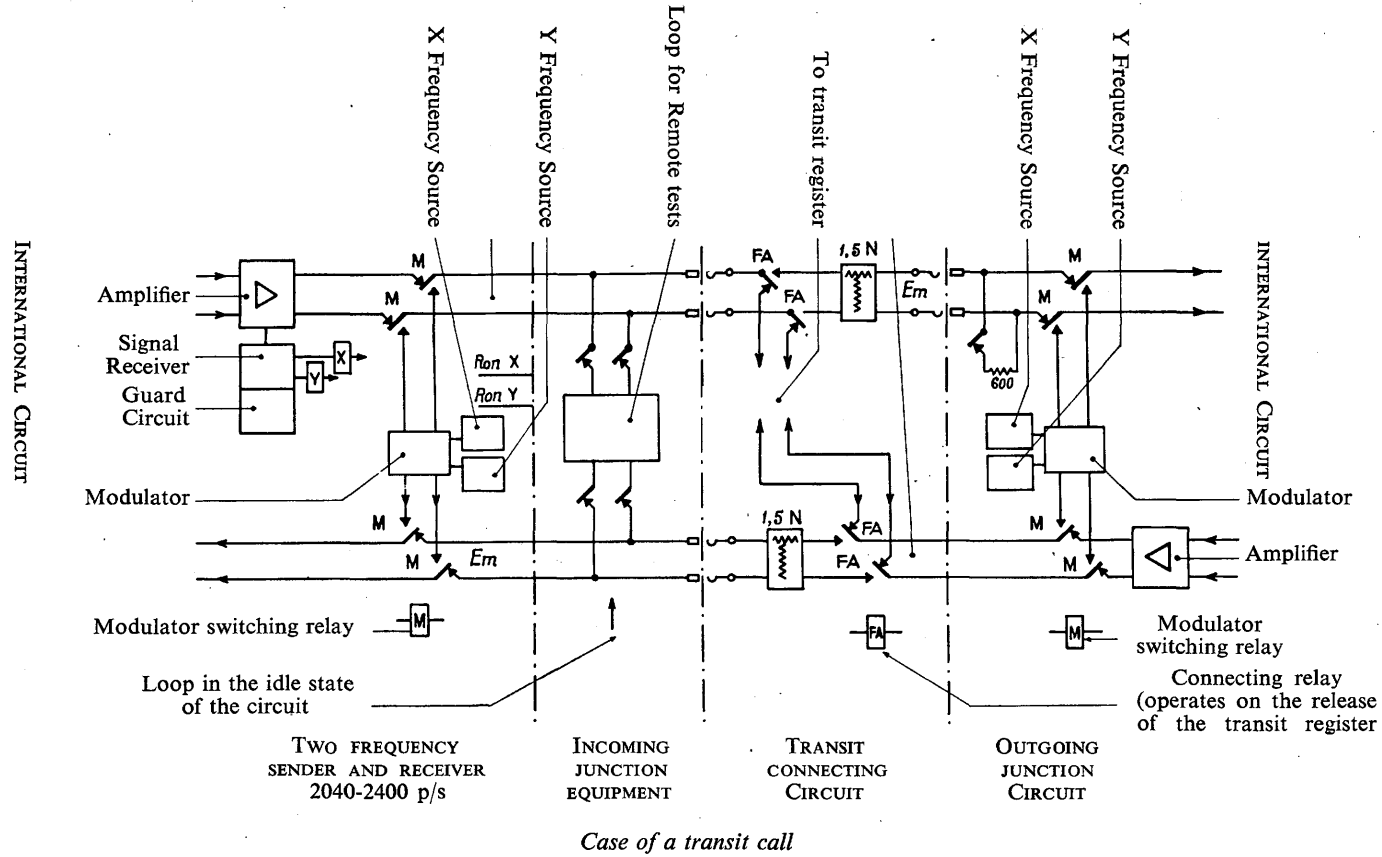 X Frequency Source
Y Frequency Source
Loop for Remote tests
To transit
register
X Frequency Source
Y Frequency Source
INTERNATIONAL CIRCUIT
INTERNATIONAL CIRCUIT
M
FA
1,5 N
M
Amplifier
M
FA
Em
M
Signal
Receiver
X
Y
Ron X
Guard
Circuit
Ron Y
600
Modulator
Modulator
M
1,5 N
FA
M
M
Em
FA
M
Amplifier
Modulator switching relay
M
FA
M
Modulator
switching relay
Loop in the idle state
of the circuit
Connecting relay
(operates on the release
of the transit register
TWO FREQUENCY
SENDER AND RECEIVER
2040-2400 p/s
INCOMING
JUNCTION
EQUIPMENT
TRANSIT
CONNECTING
CIRCUIT
OUTGOING
JUNCTION
CIRCUIT
Case of a transit call